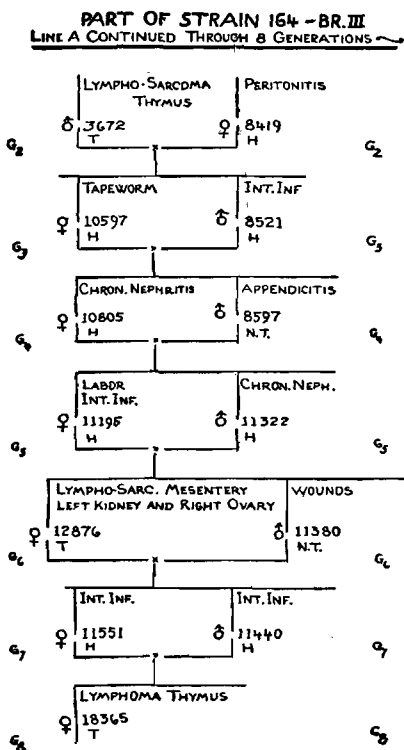 PART OF STRAIN 164 - BR. III
LINE A CONTINUED THROUGH 8 GENERATIONS
LYMPHO-SARCOMA
THYMUS
PERITONITIS
♂ 3672
♀ 8419
T
H
G2
G2
TAPEWORM
INT. INF
♀ 10597
♂ 8521
H
H
G3
G3
CHRON. NEPHRITIS
APPENDICITIS
♀ 10805
♂ 8597
H
N.T.
G4
G4
LABOR
INT. INF.
CHRON. NEPH.
♀ 11195
♂ 11322
H
H
G5
G5
LYMPHO-SARC. MESENTERY
LEFT KIDNEY AND RIGHT OVARY
WOUNDS
♀ 12876
♂ 11380
T
N.T.
G6
G6
INT. INF.
INT. INF.
♀ 11551
♂ 11440
H
H
G7
G7
LYMPHOMA THYMUS
♀ 18365
T
G8
G8